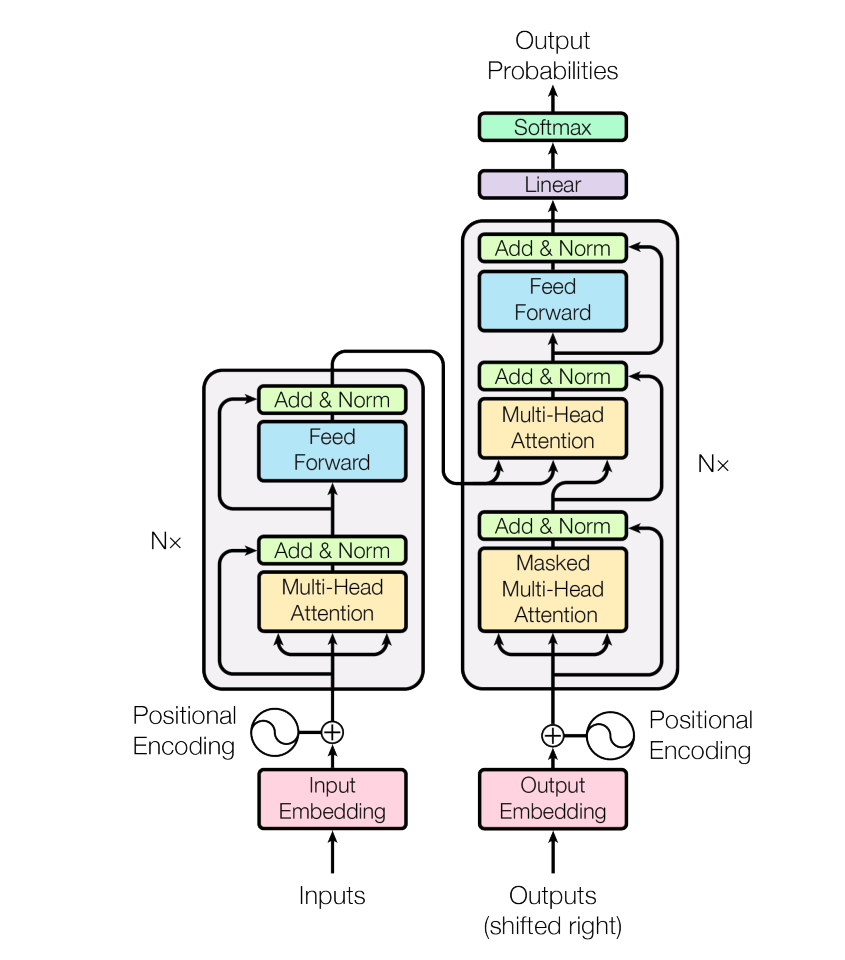 Output
Probabilities
Softmax
Linear
Add & Norm
Feed
Forward
Add & Norm
Multi-Head
Attention
N×
Add & Norm
Masked
Multi-Head
Attention
Add & Norm
Feed
Forward
N×
Add & Norm
Multi-Head
Attention
Positional
Encoding
Positional
Encoding
Input
Embedding
Output
Embedding
Inputs
Outputs
(shifted right)